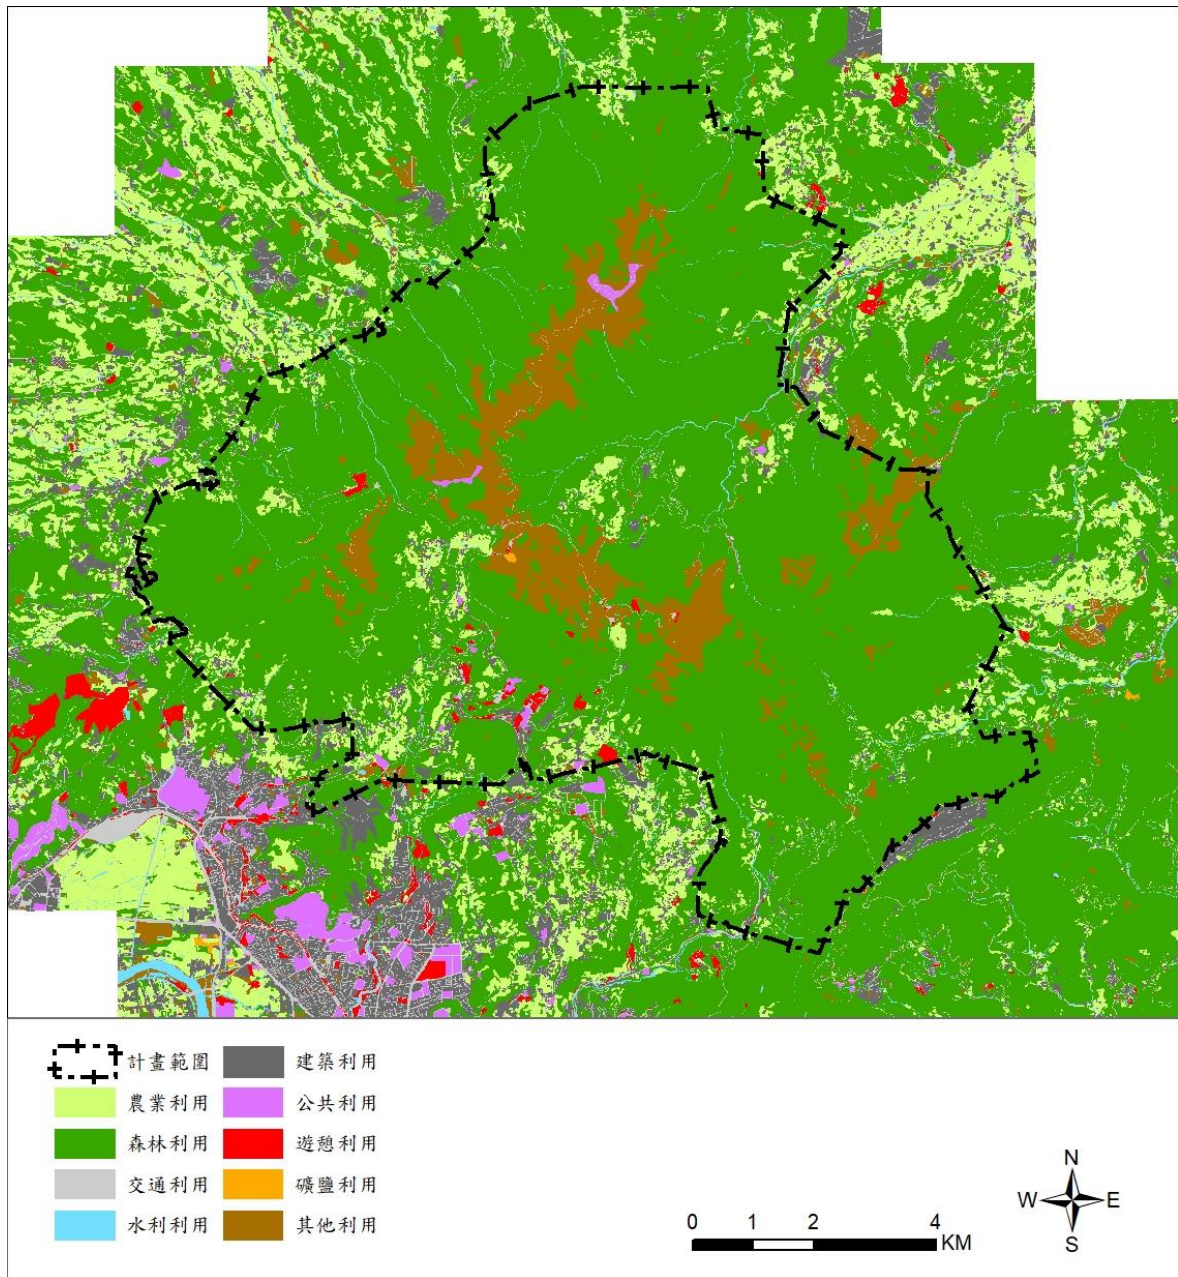 計畫範圍 建築利用
農業利用 公共利用
森林利用 遊憩利用
交通利用 礦鹽利用
水利利用 其他利用
N
W E
S
0 1 2 4
KM